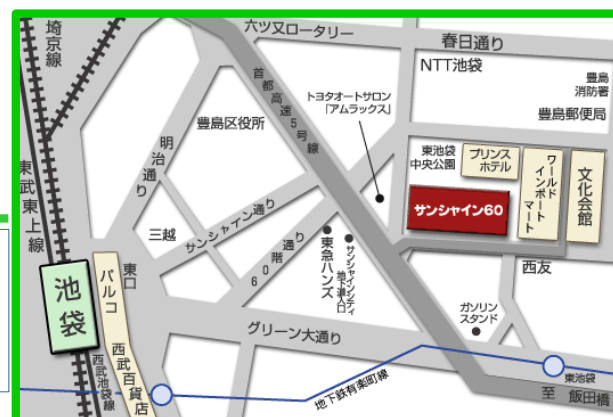 埼京線
六ツ又ロータリー
春日通り
NTT池袋
豊島
消防署
豊島郵便局
首都高速5号線
トヨタオートサロン
「アムラックス」
豊島区役所
明治通り
東池袋
中央公園
プリンス
ホテル
ワールド
インポート
マート
文化会館
サンシャイン60
東武東上線
三越
サンシャイン通り
60階通り
東急ハンズ
サンシャインシティ
地下道入口
西友
東口
池袋
パルコ
西武百貨店
西武池袋線
グリーン大通り
ガソリン
スタンド
地下鉄有楽町線
東池袋
至 飯田橋